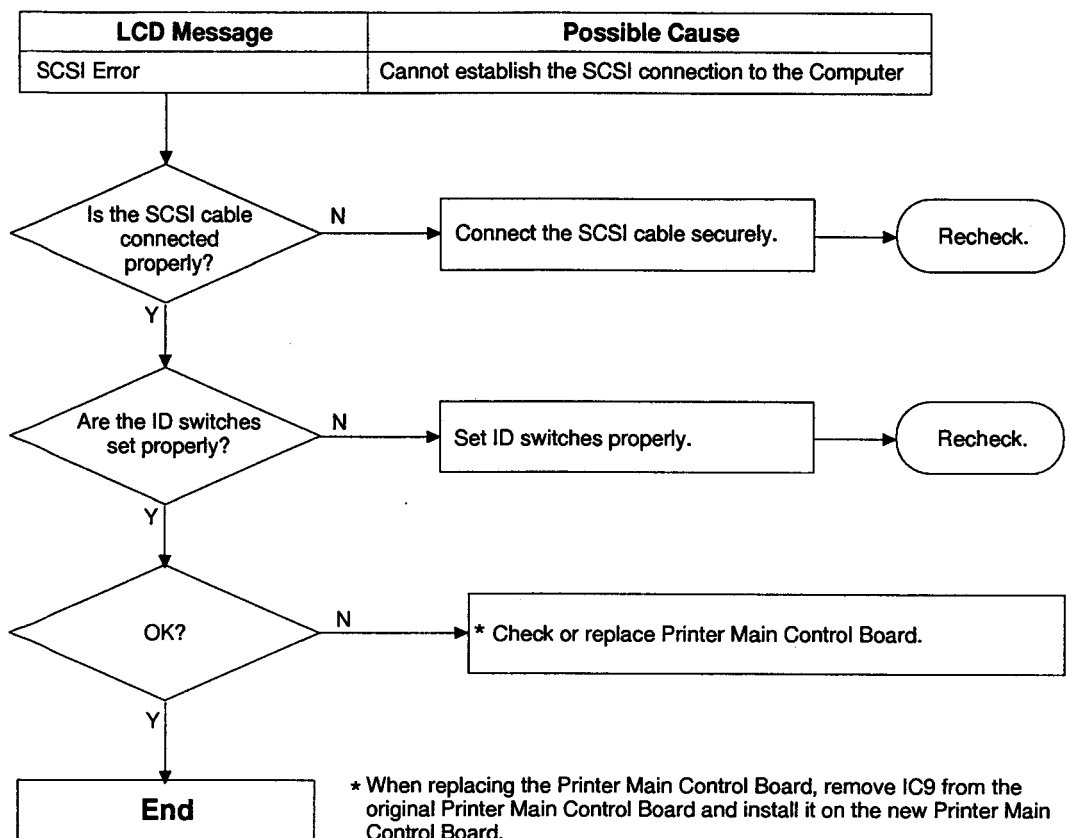 LCD Message
Possible Cause
SCSI Error
Cannot establish the SCSI connection to the Computer
Is the SCSI cable
connected
properly?
N
Connect the SCSI cable securely.
Recheck.
Y
Are the ID switches
set properly?
N
Set ID switches properly.
Recheck.
Y
OK?
N
* Check or replace Printer Main Control Board.
Y
End
* When replacing the Printer Main Control Board, remove IC9 from the
original Printer Main Control Board and install it on the new Printer Main
Control Board.